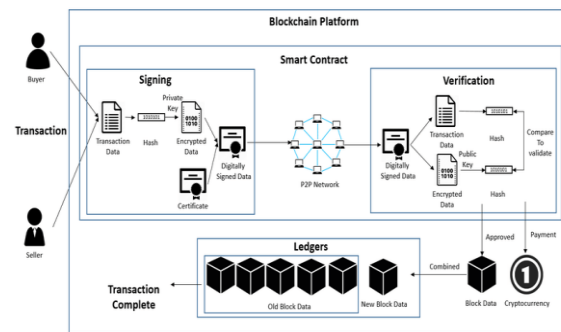 Blockchain Platform
Smart Contract
Buyer
Transaction
Seller
Signing
Transaction
Data
Hash
Private
Key
Encrypted
Data
Digitally
Signed Data
Certificate
P2P Network
Verification
Digitally
Signed Data
Transaction
Data
Hash
Public
Key
Encrypted
Data
Hash
Compare
To
validate
Approved
Payment
Block Data
Cryptocurrency
1
Combined
Ledgers
Old Block Data
New Block Data
Transaction
Complete
0100
1010
0100
1010